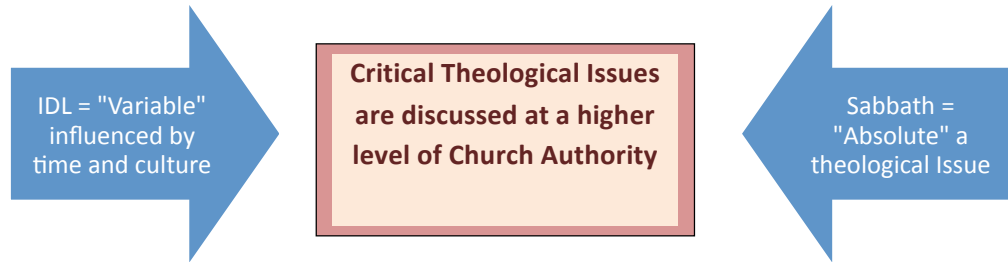 IDL = "Variable"
influenced by
time and culture
Critical Theological Issues
are discussed at a higher
level of Church Authority
Sabbath =
"Absolute" a
theological Issue